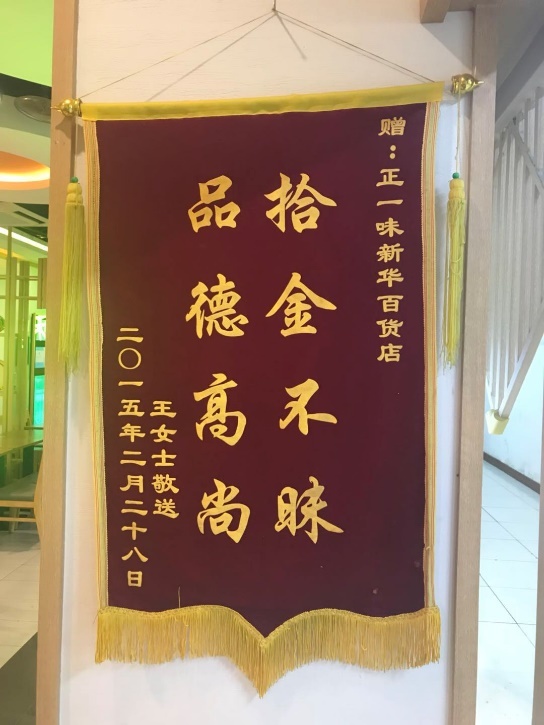 赠：正一味新华百货店
拾金不昧
品德高尚
王女士敬送
二〇一五年二月二十八日